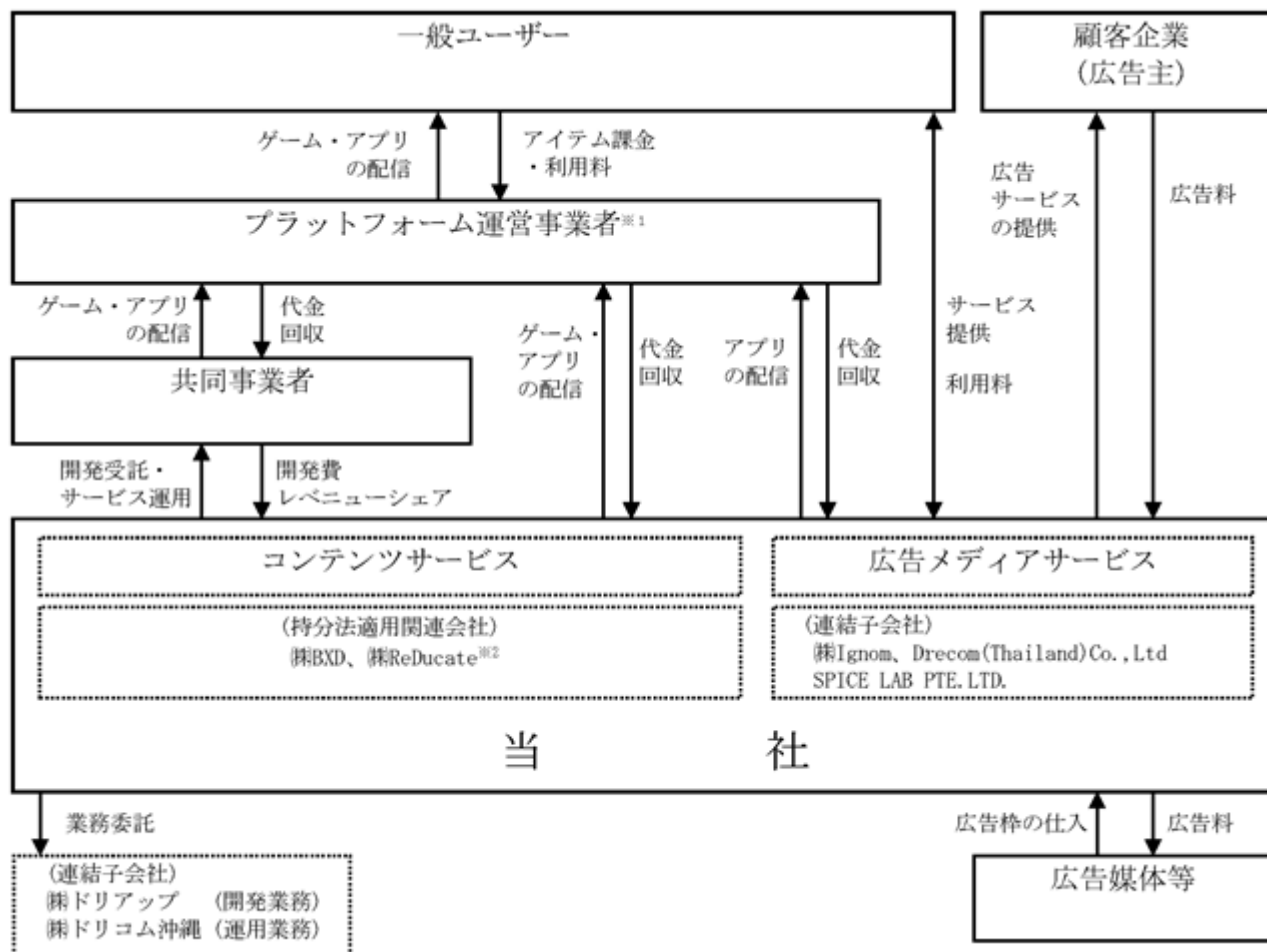 一般ユーザー
顧客企業
(広告主)
ゲーム・アプリ
の配信
アイテム課金
・利用料
広告
サービス
の提供
広告料
プラットフォーム運営事業者※1
ゲーム・アプリ
の配信
代金
回収
ゲーム・
アプリ
の配信
代金
回収
アプリ
の配信
代金
回収
サービス
提供
利用料
共同事業者
開発受託・
サービス運用
開発費
レベニューシェア
コンテンツサービス
広告メディアサービス
(持分法適用関連会社)
㈱BXD、㈱ReDucate※2
(連結子会社)
㈱Ignom、Drecom(Thailand)Co.,Ltd
SPICE LAB PTE.LTD.
当 社
業務委託
広告枠の仕入
広告料
(連結子会社)
㈱ドリアップ (開発業務)
㈱ドリコム沖縄 (運用業務)
広告媒体等